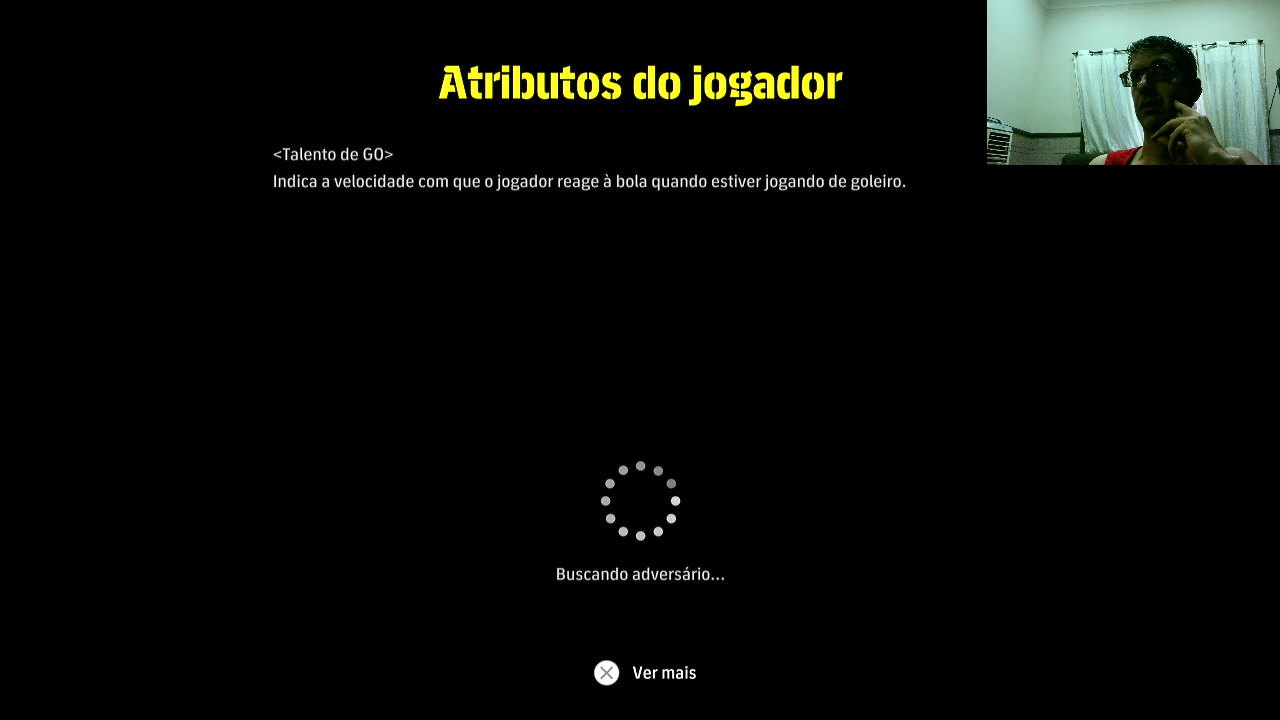 Atributos do jogador
<Talento de GO>
Indica a velocidade com que o jogador reage à bola quando estiver jogando de goleiro.
Buscando adversário...
Ver mais